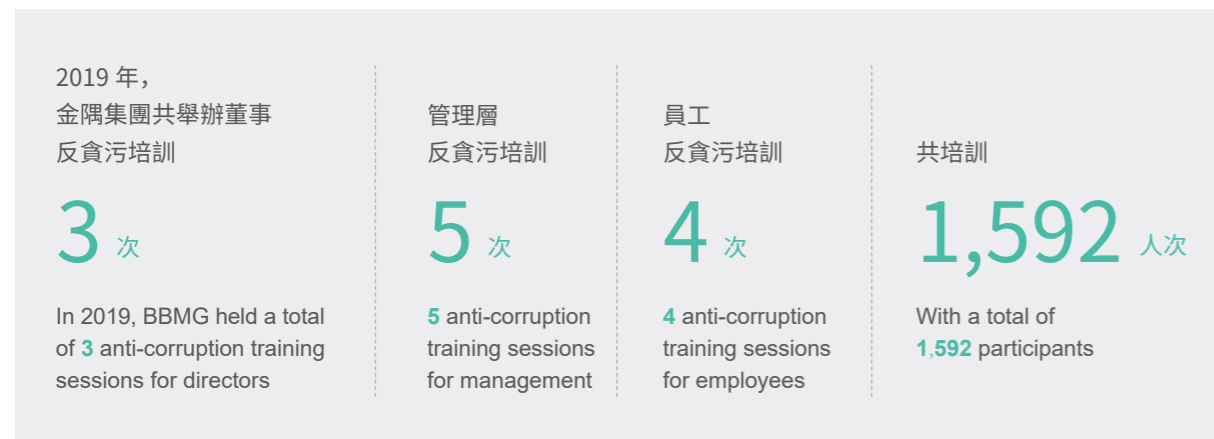 2019 年，
金隅集團共舉辦董事
反貪污培訓
3 次
In 2019, BBMG held a total
of 3 anti-corruption training
sessions for directors
管理層
反貪污培訓
5 次
5 anti-corruption
training sessions
for management
員工
反貪污培訓
4 次
4 anti-corruption
training sessions
for employees
共培訓
1,592 人次
With a total of
1,592 participants